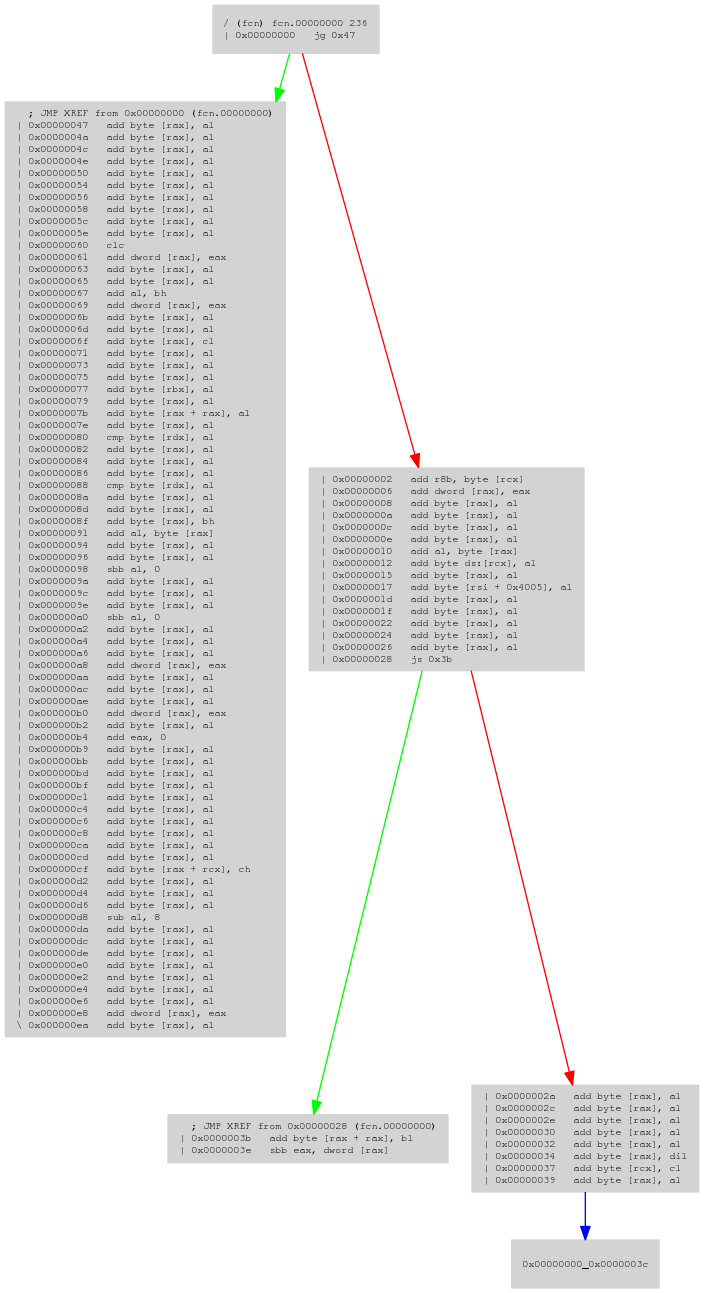 / (fcn) fcn.00000000 236
| 0x00000000 jg 0x47
; JMP XREF from 0x00000000 (fcn.00000000)
| 0x00000047 add byte [rax], al
| 0x0000004a add byte [rax], al
| 0x0000004c add byte [rax], al
| 0x0000004e add byte [rax], al
| 0x00000050 add byte [rax], al
| 0x00000054 add byte [rax], al
| 0x00000056 add byte [rax], al
| 0x00000058 add byte [rax], al
| 0x0000005c add byte [rax], al
| 0x0000005e add byte [rax], al
| 0x00000060 clc
| 0x00000061 add dword [rax], eax
| 0x00000063 add byte [rax], al
| 0x00000065 add byte [rax], al
| 0x00000067 add al, bh
| 0x00000069 add dword [rax], eax
| 0x0000006b add byte [rax], al
| 0x0000006d add byte [rax], al
| 0x0000006f add byte [rax], cl
| 0x00000071 add byte [rax], al
| 0x00000073 add byte [rax], al
| 0x00000075 add byte [rax], al
| 0x00000077 add byte [rbx], al
| 0x00000079 add byte [rax], al
| 0x0000007b add byte [rax + rax], al
| 0x0000007e add byte [rax], al
| 0x00000080 cmp byte [rdx], al
| 0x00000082 add byte [rax], al
| 0x00000084 add byte [rax], al
| 0x00000086 add byte [rax], al
| 0x00000088 cmp byte [rdx], al
| 0x0000008a add byte [rax], al
| 0x0000008d add byte [rax], al
| 0x0000008f add byte [rax], bh
| 0x00000091 add al, byte [rax]
| 0x00000094 add byte [rax], al
| 0x00000096 add byte [rax], al
| 0x00000098 sbb al, 0
| 0x0000009a add byte [rax], al
| 0x0000009c add byte [rax], al
| 0x0000009e add byte [rax], al
| 0x000000a0 sbb al, 0
| 0x000000a2 add byte [rax], al
| 0x000000a4 add byte [rax], al
| 0x000000a6 add byte [rax], al
| 0x000000a8 add dword [rax], eax
| 0x000000aa add byte [rax], al
| 0x000000ac add byte [rax], al
| 0x000000ae add byte [rax], al
| 0x000000b0 add dword [rax], eax
| 0x000000b2 add byte [rax], al
| 0x000000b4 add eax, 0
| 0x000000b9 add byte [rax], al
| 0x000000bb add byte [rax], al
| 0x000000bd add byte [rax], al
| 0x000000bf add byte [rax], al
| 0x000000c1 add byte [rax], al
| 0x000000c4 add byte [rax], al
| 0x000000c6 add byte [rax], al
| 0x000000c8 add byte [rax], al
| 0x000000ca add byte [rax], al
| 0x000000cd add byte [rax], al
| 0x000000cf add byte [rax + rcx], ch
| 0x000000d2 add byte [rax], al
| 0x000000d4 add byte [rax], al
| 0x000000d6 add byte [rax], al
| 0x000000d8 sub al, 8
| 0x000000da add byte [rax], al
| 0x000000dc add byte [rax], al
| 0x000000de add byte [rax], al
| 0x000000e0 add byte [rax], al
| 0x000000e2 and byte [rax], al
| 0x000000e4 add byte [rax], al
| 0x000000e6 add byte [rax], al
| 0x000000e8 add dword [rax], eax
\ 0x000000ea add byte [rax], al
| 0x00000002 add r8b, byte [rcx]
| 0x00000006 add dword [rax], eax
| 0x00000008 add byte [rax], al
| 0x0000000a add byte [rax], al
| 0x0000000c add byte [rax], al
| 0x0000000e add byte [rax], al
| 0x00000010 add al, byte [rax]
| 0x00000012 add byte ds:[rcx], al
| 0x00000015 add byte [rax], al
| 0x00000017 add byte [rsi + 0x4005], al
| 0x0000001d add byte [rax], al
| 0x0000001f add byte [rax], al
| 0x00000022 add byte [rax], al
| 0x00000024 add byte [rax], al
| 0x00000026 add byte [rax], al
| 0x00000028 js 0x3b
; JMP XREF from 0x00000028 (fcn.00000000)
| 0x0000003b add byte [rax + rax], bl
| 0x0000003e sbb eax, dword [rax]
| 0x0000002a add byte [rax], al
| 0x0000002c add byte [rax], al
| 0x0000002e add byte [rax], al
| 0x00000030 add byte [rax], al
| 0x00000032 add byte [rax], al
| 0x00000034 add byte [rax], dil
| 0x00000037 add byte [rcx], cl
| 0x00000039 add byte [rax], al
0x00000000_0x0000003c